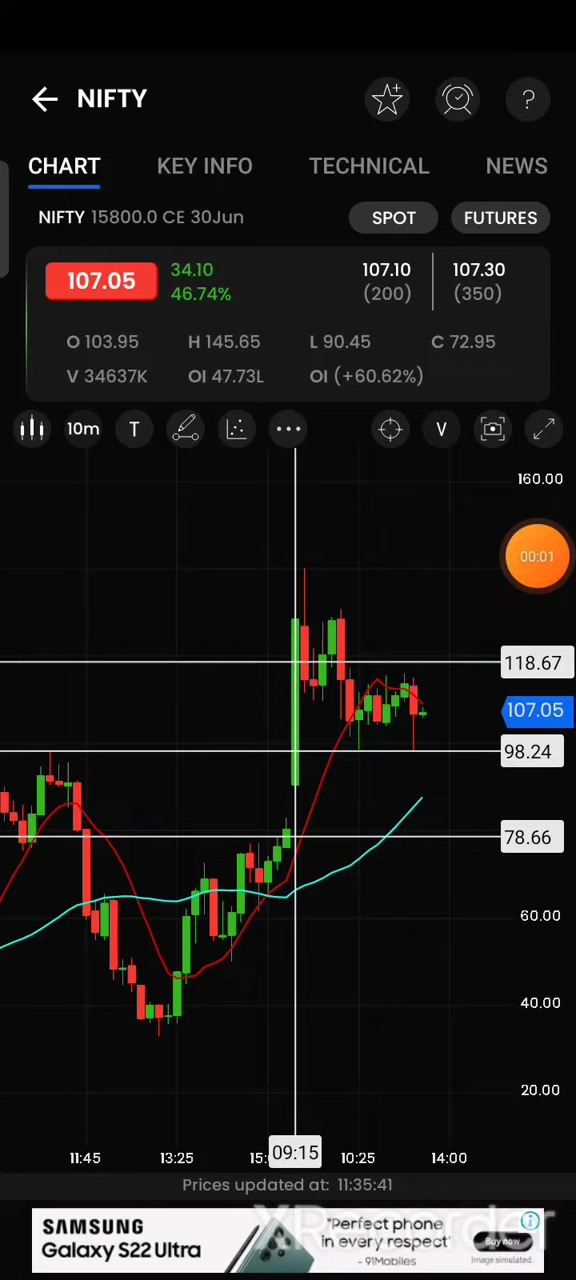 NIFTY ?
CHART KEY INFO TECHNICAL NEWS
NIFTY 15800.0 CE 30Jun SPOT FUTURES
107.05 34.10 107.10 107.30
46.74% (200) (350)
O 103.95 H 145.65 L 90.45 C 72.95
V 34637K OI 47.73L OI (+60.62%)
10m T V
160.00
00:01
118.67
107.05
98.24
78.66
60.00
40.00
20.00
11:45 13:25 15: 09:15 10:25 14:00
Prices updated at: 11:35:41
XRecorder
SAMSUNG
Galaxy S22 Ultra
"Perfect phone
in every respect"
- 91Mobiles
Buy now
Image simulated.